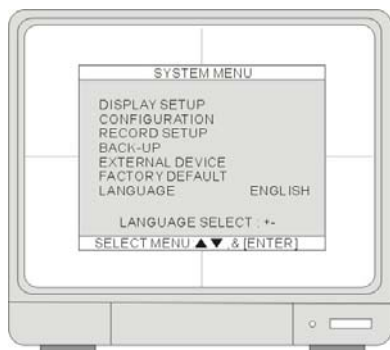 SYSTEM MENU
DISPLAY SETUP
CONFIGURATION
RECORD SETUP
BACK-UP
EXTERNAL DEVICE
FACTORY DEFAULT
LANGUAGE ENGLISH
LANGUAGE SELECT : +-
SELECT MENU ▲▼ ,& [ENTER]